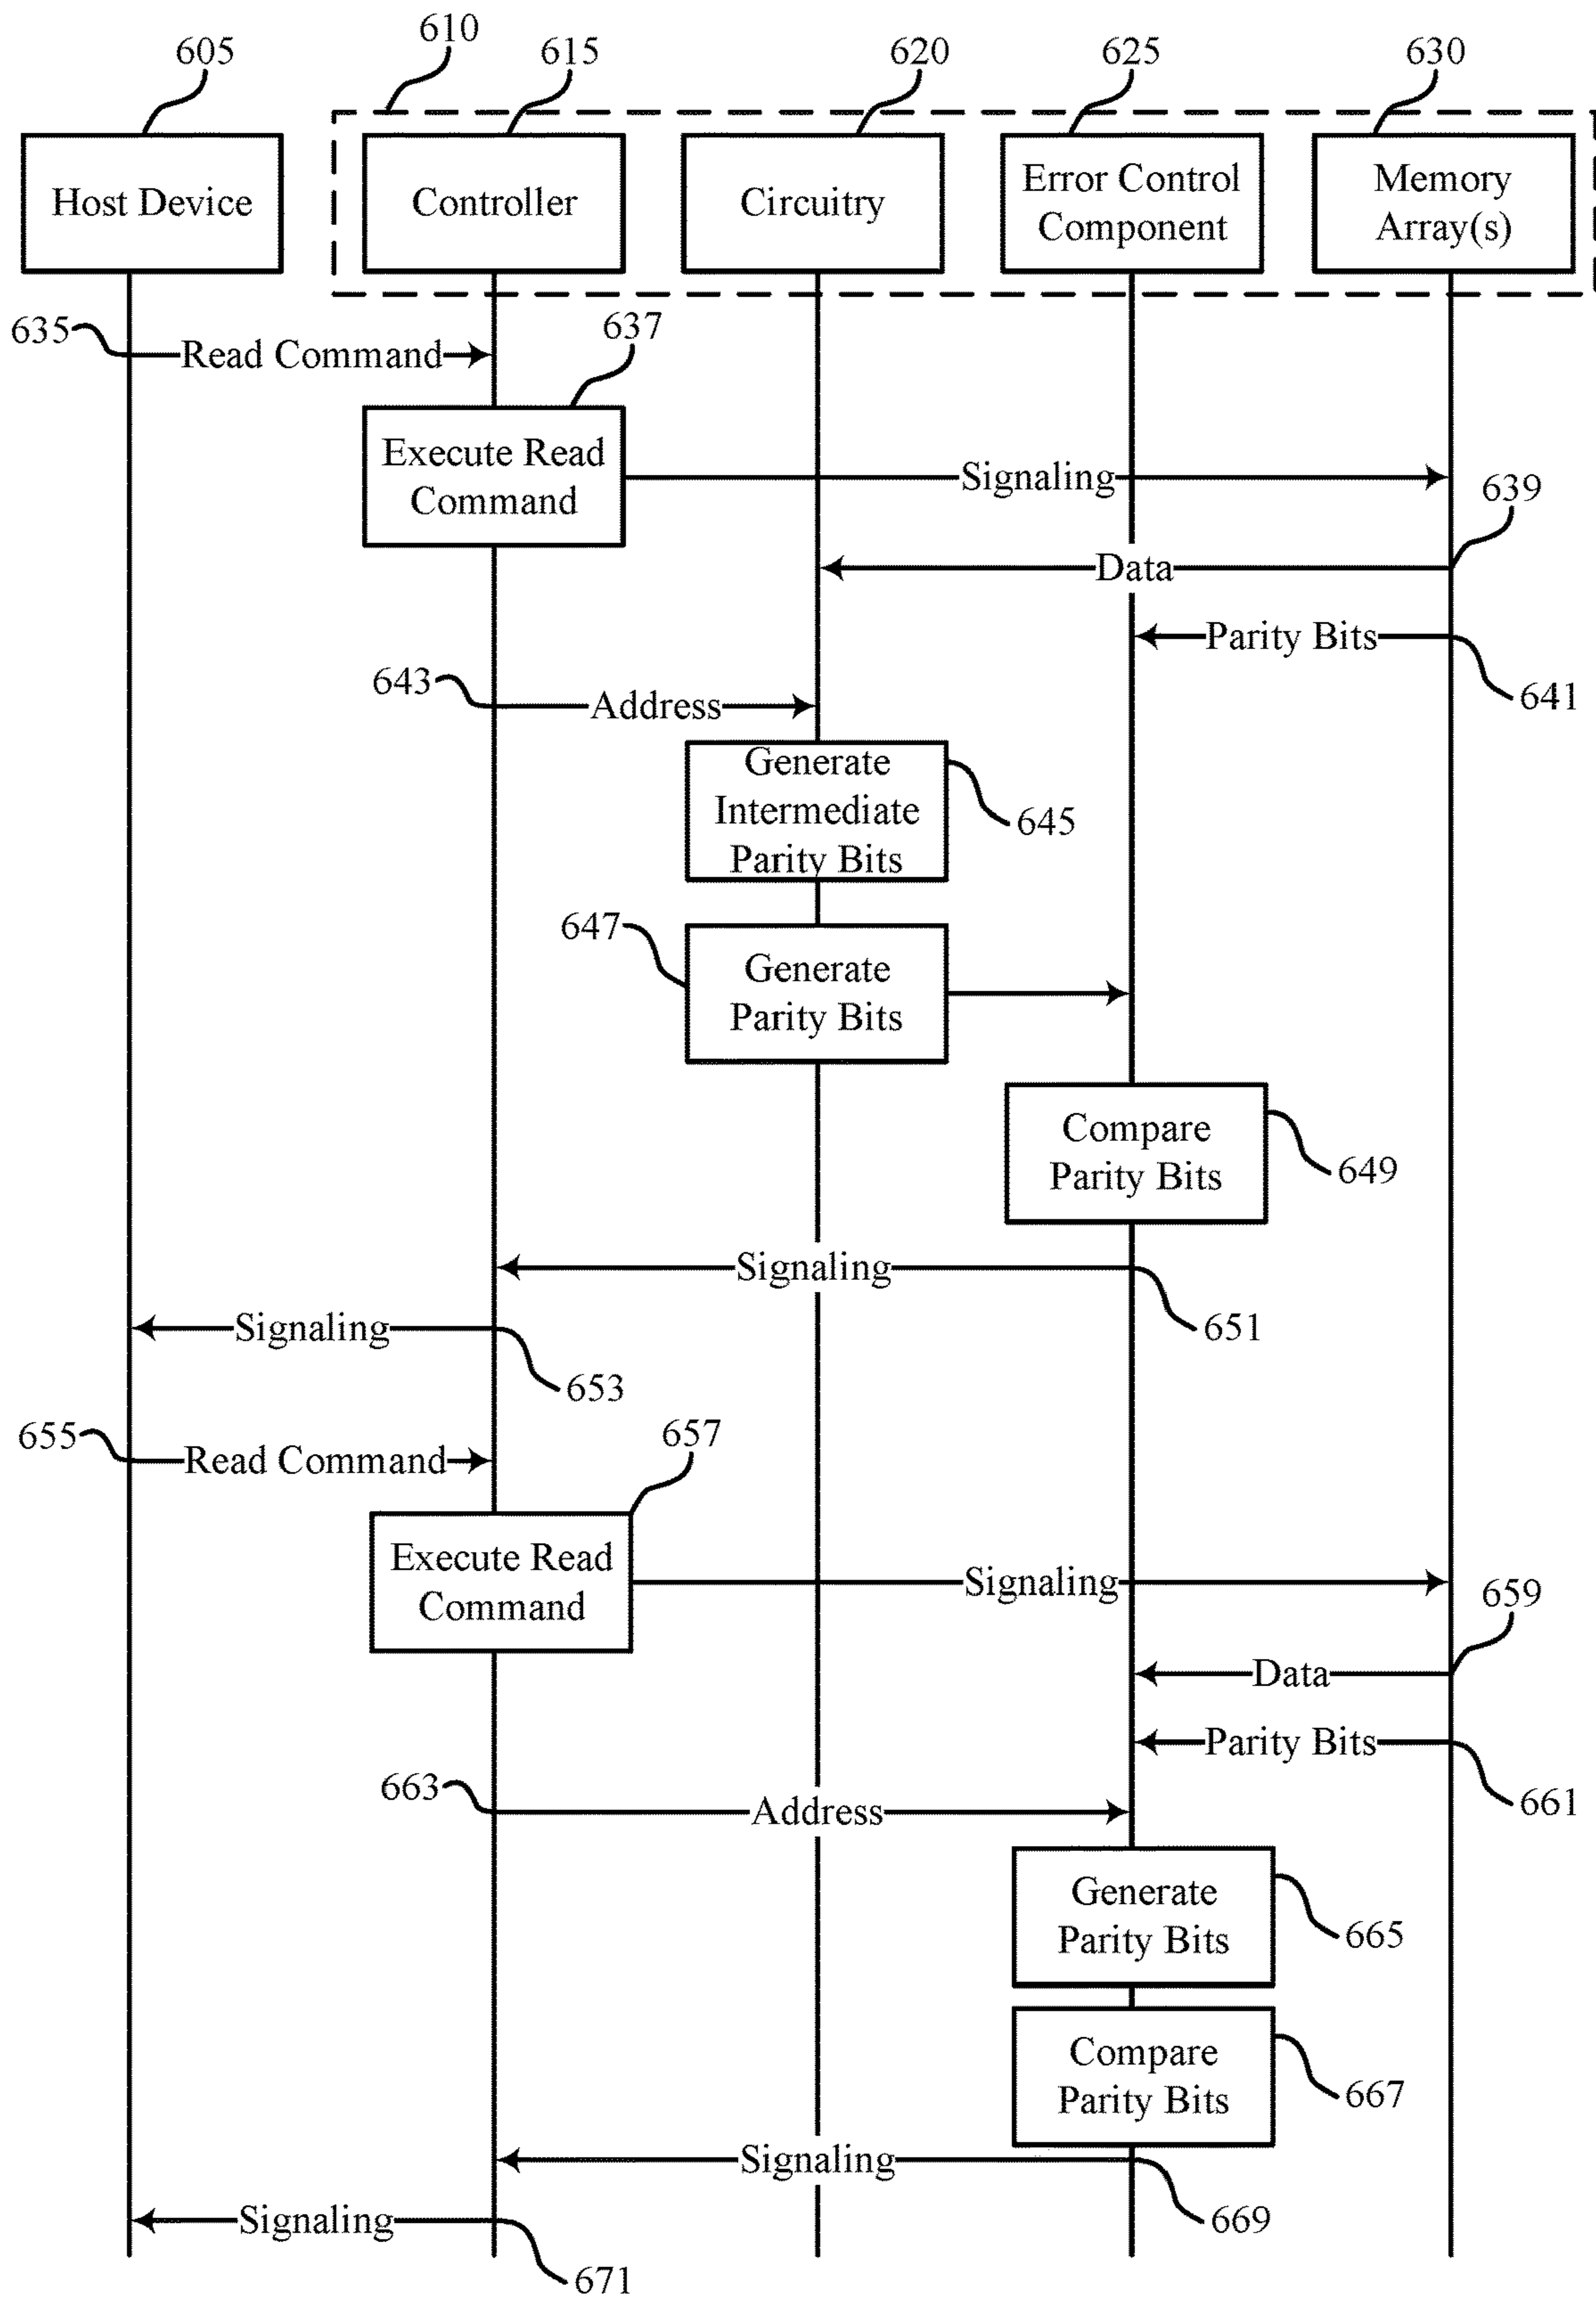 610
605
615
620
625
630
Host Device
Controller
Circuitry
Error Control
Component
Memory
Array(s)
635
Read Command
637
Execute Read
Command
Signaling
639
Data
Parity Bits
641
643
Address
Generate
Intermediate
Parity Bits
645
647
Generate
Parity Bits
Compare
Parity Bits
649
Signaling
651
Signaling
653
655
Read Command
657
Execute Read
Command
Signaling
659
Data
Parity Bits
661
663
Address
Generate
Parity Bits
665
Compare
Parity Bits
667
Signaling
669
Signaling
671